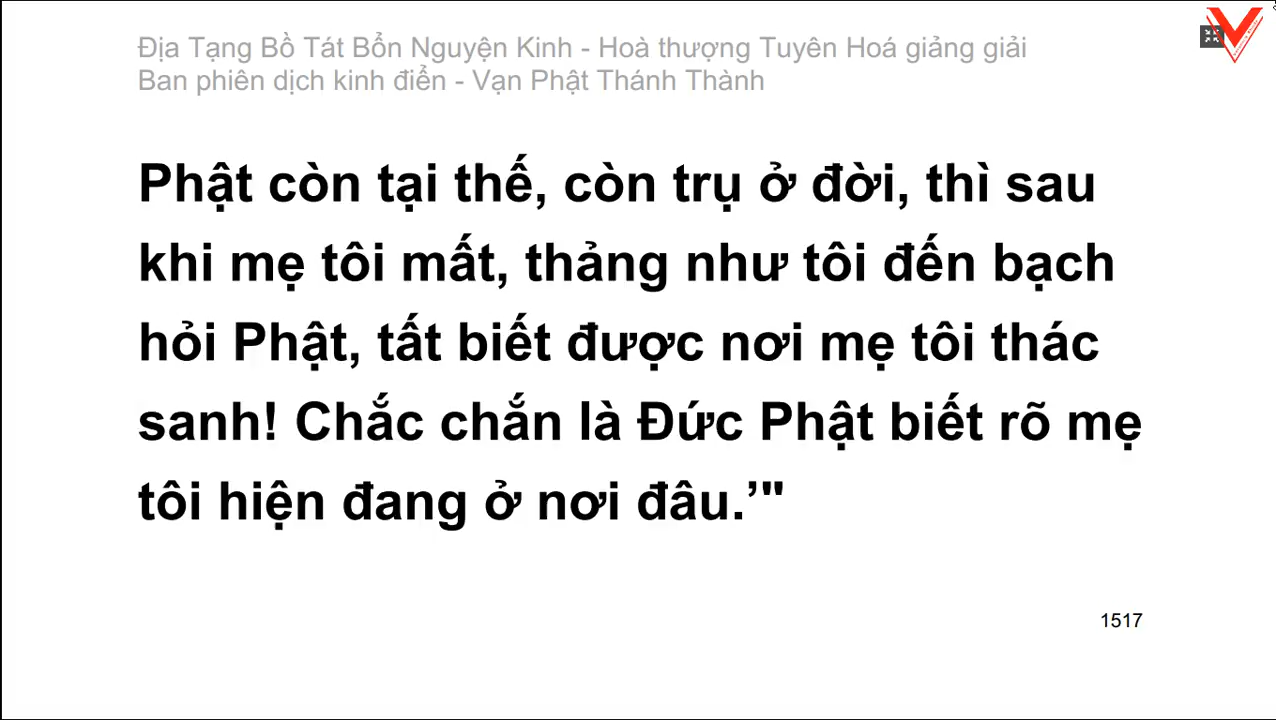 Địa Tạng Bồ Tát Bổn Nguyện Kinh - Hoà thượng Tuyên Hoá giảng giải
Ban phiên dịch kinh điển - Vạn Phật Thánh Thành
Phật còn tại thế, còn trụ ở đời, thì sau
khi mẹ tôi mất, thảng như tôi đến bạch
hỏi Phật, tất biết được nơi mẹ tôi thác
sanh! Chắc chắn là Đức Phật biết rõ mẹ
tôi hiện đang ở nơi đâu.’"
1517